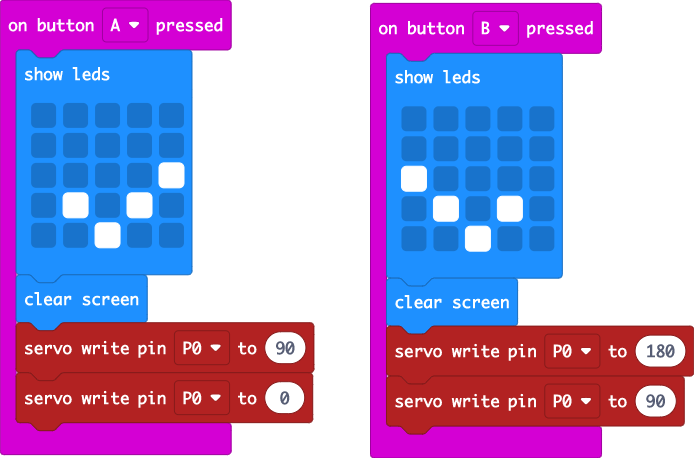 on button A pressed
show leds
clear screen
servo write pin P0 to 90
servo write pin P0 to 0
on button B pressed
show leds
clear screen
servo write pin P0 to 180
servo write pin P0 to 90